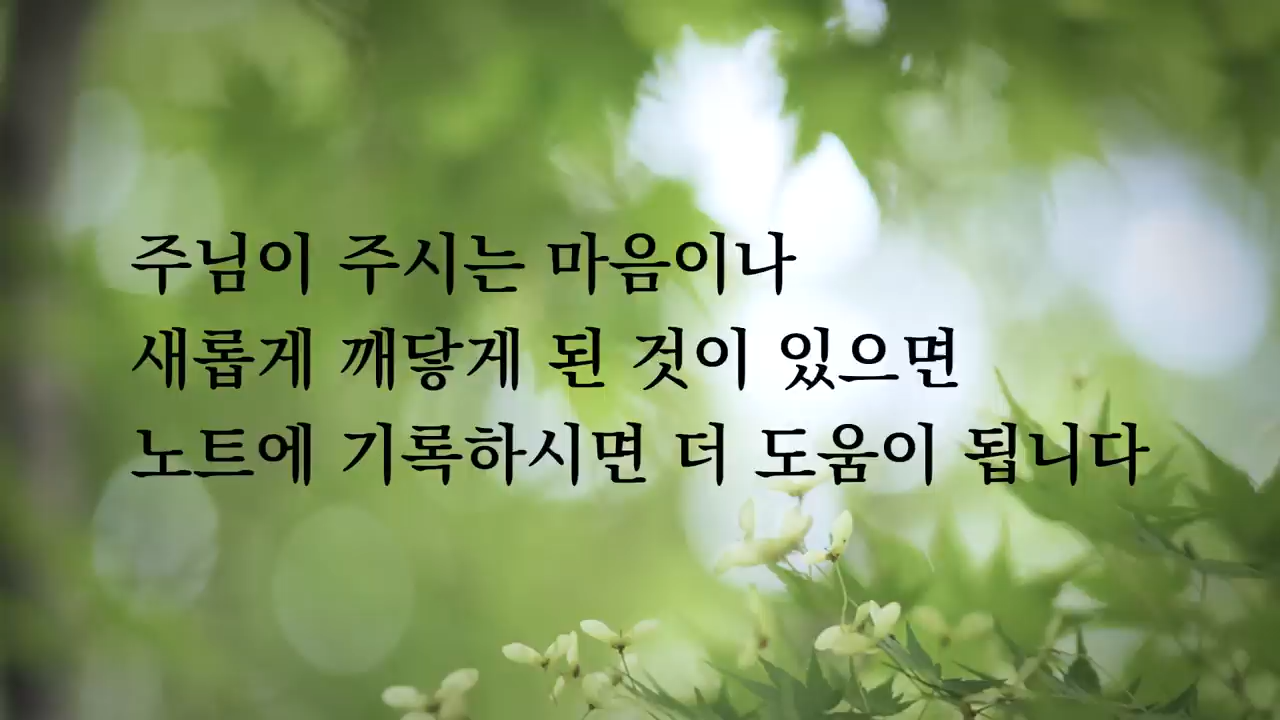 주님이 주시는 마음이나
새롭게 깨닿게 된 것이 있으면
노트에 기록하시면 더 도움이 됩니다